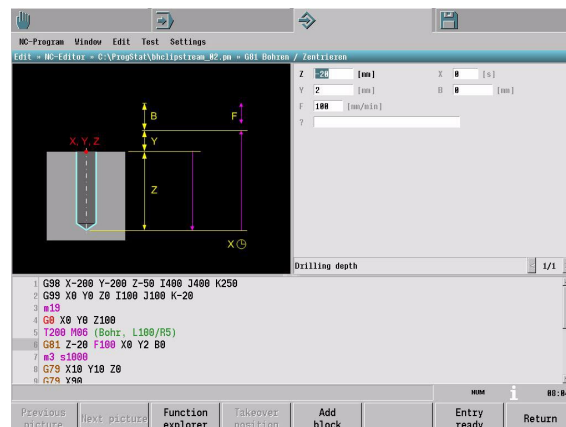 NC-Program Window Edit Test Settings
Edit - NC-Editor - C:\ProgStat\bhclipstream_02.pm - G81 Bohren / Zentrieren
Z -20 [mm] X 0 [s]
Y 2 [mm] B 0 [mm]
F 100 [mm/min]
?
B
F
X, Y, Z
Y
Z
X
Drilling depth 1/1
1 G98 X-200 Y-200 Z-50 I400 J400 K250
2 G99 X0 Y0 Z0 I100 J100 K-20
3 m19
4 G0 X0 Y0 Z100
5 T200 M06 (Bohr, L100/R5)
6 G81 Z-20 F100 X0 Y2 B0
7 m3 s1000
8 G79 X10 Y10 Z0
9 G79 X90
NUM i 08:0
Previous picture
Next picture
Function explorer
Takeover position
Add block
Entry ready
Return